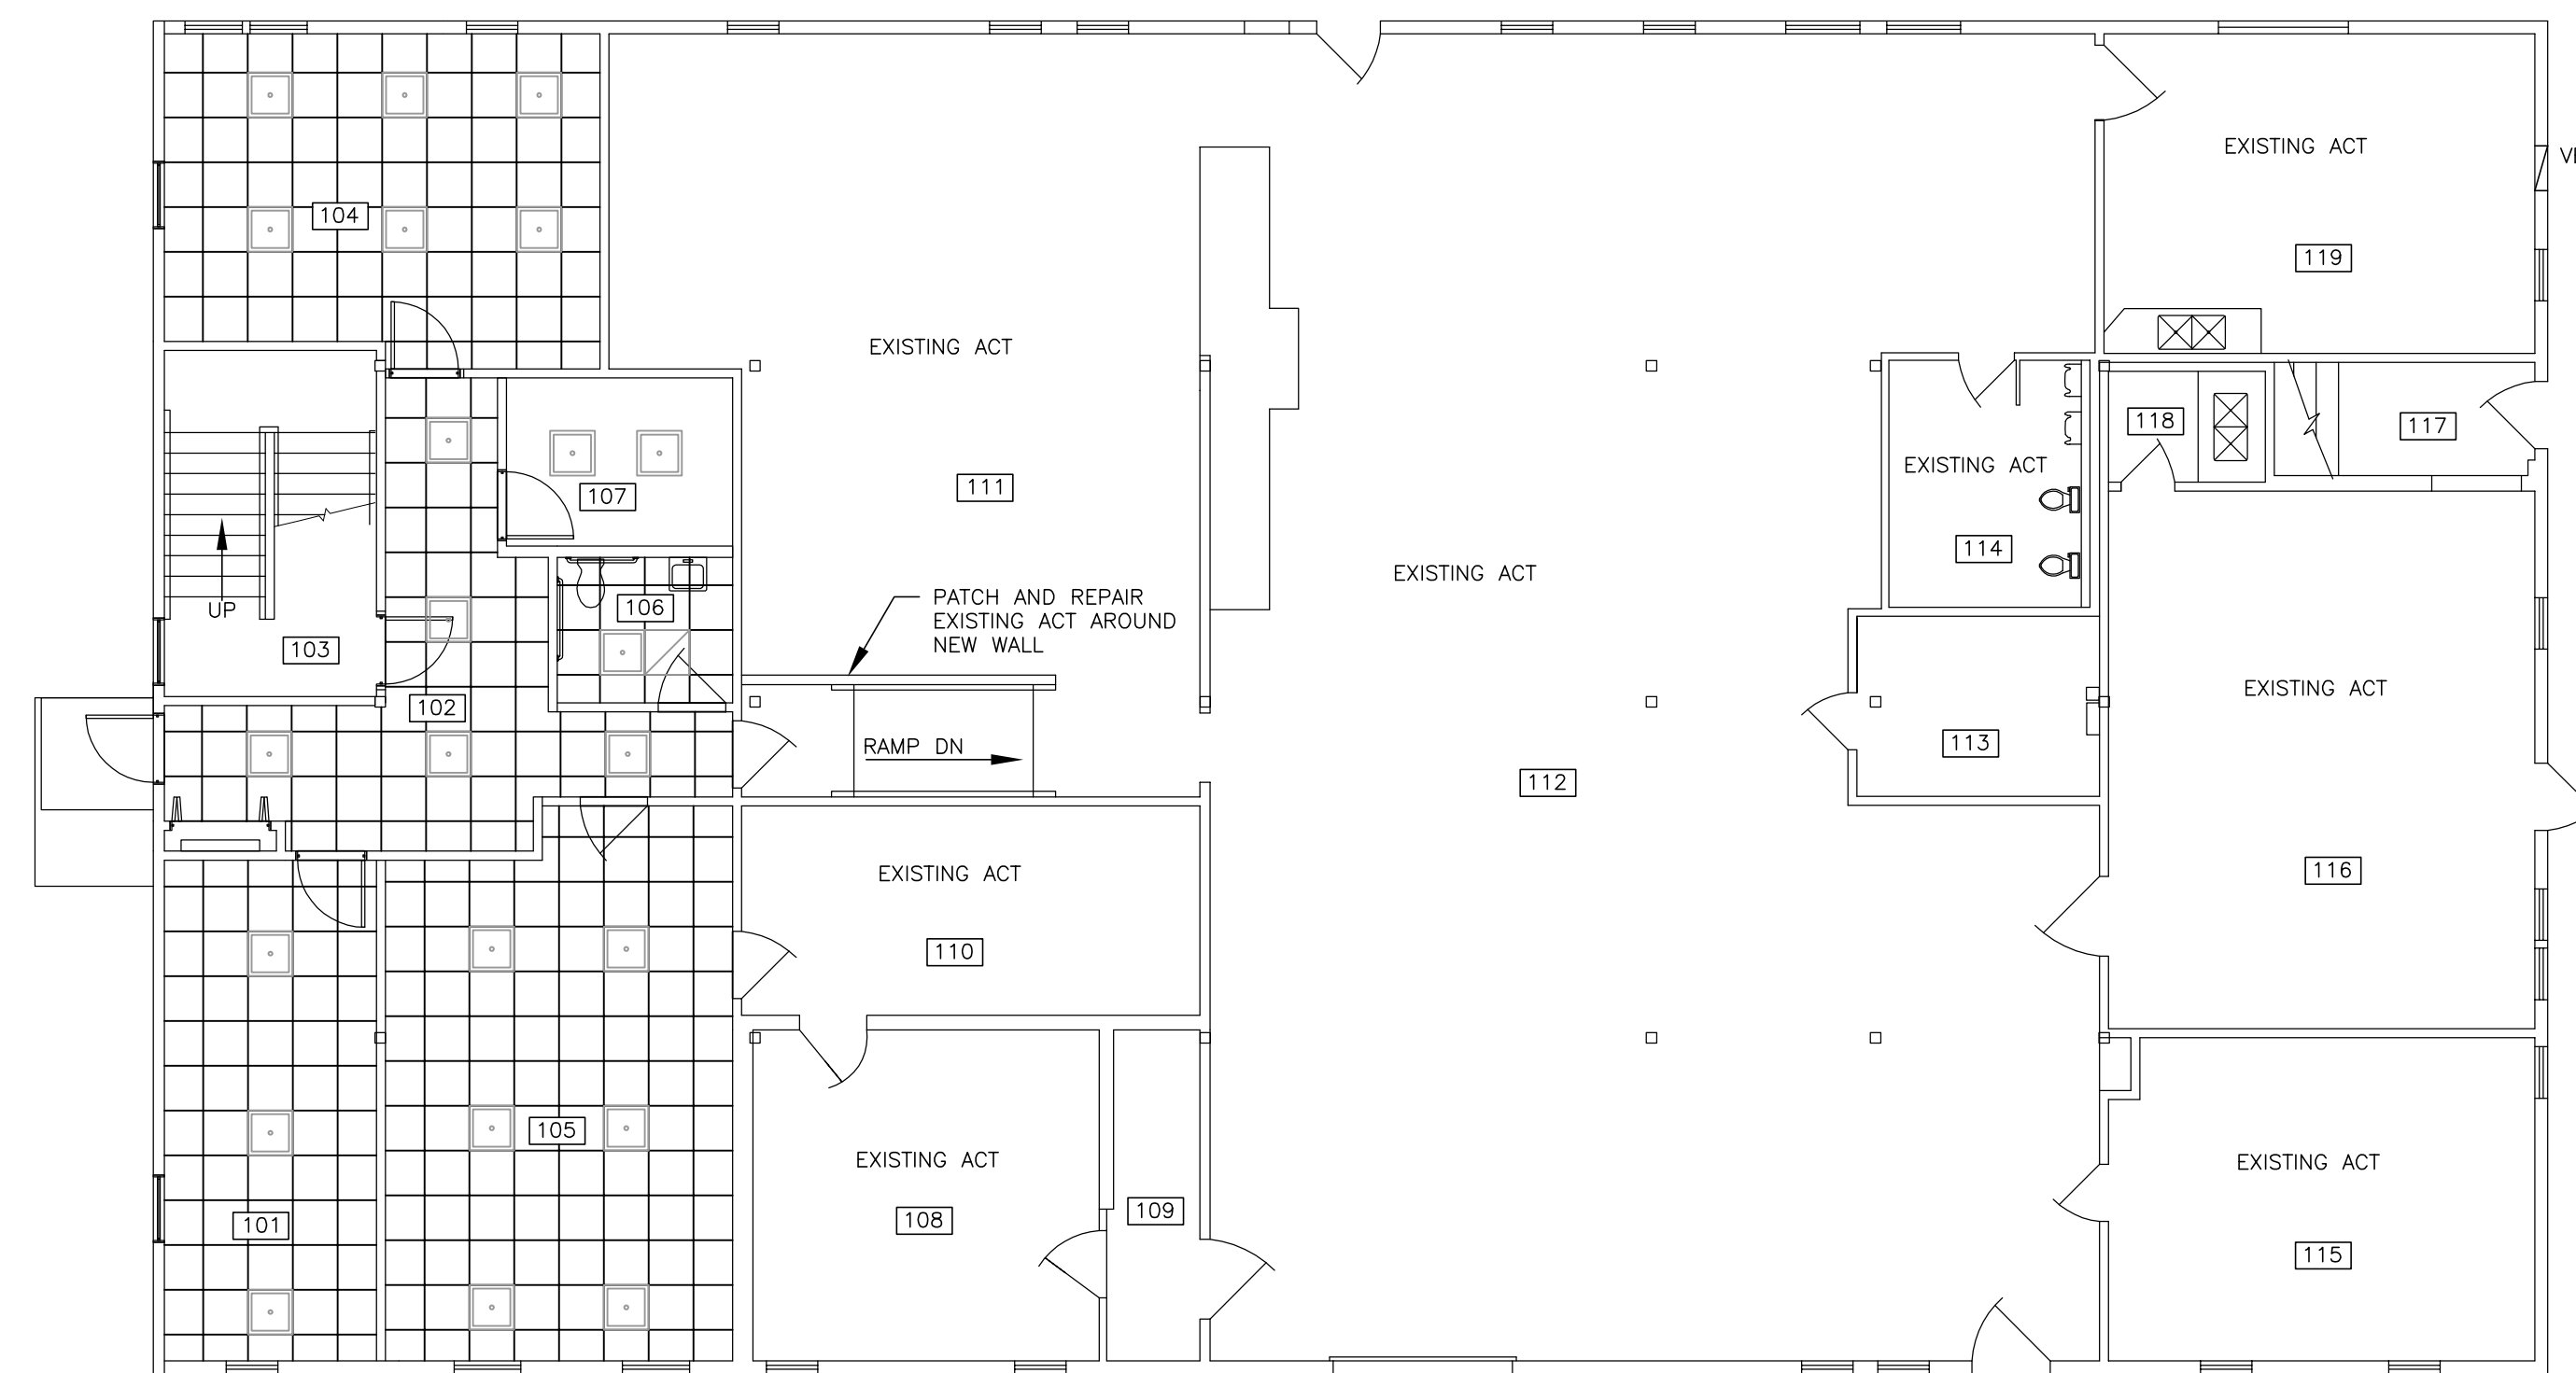 EXISTING ACT
104
119
EXISTING ACT
118
117
EXISTING ACT
107
111
114
EXISTING ACT
PATCH AND REPAIR
EXISTING ACT AROUND
NEW WALL
UP
106
103
EXISTING ACT
102
RAMP DN
113
112
EXISTING ACT
116
110
105
EXISTING ACT
EXISTING ACT
101
108
109
115